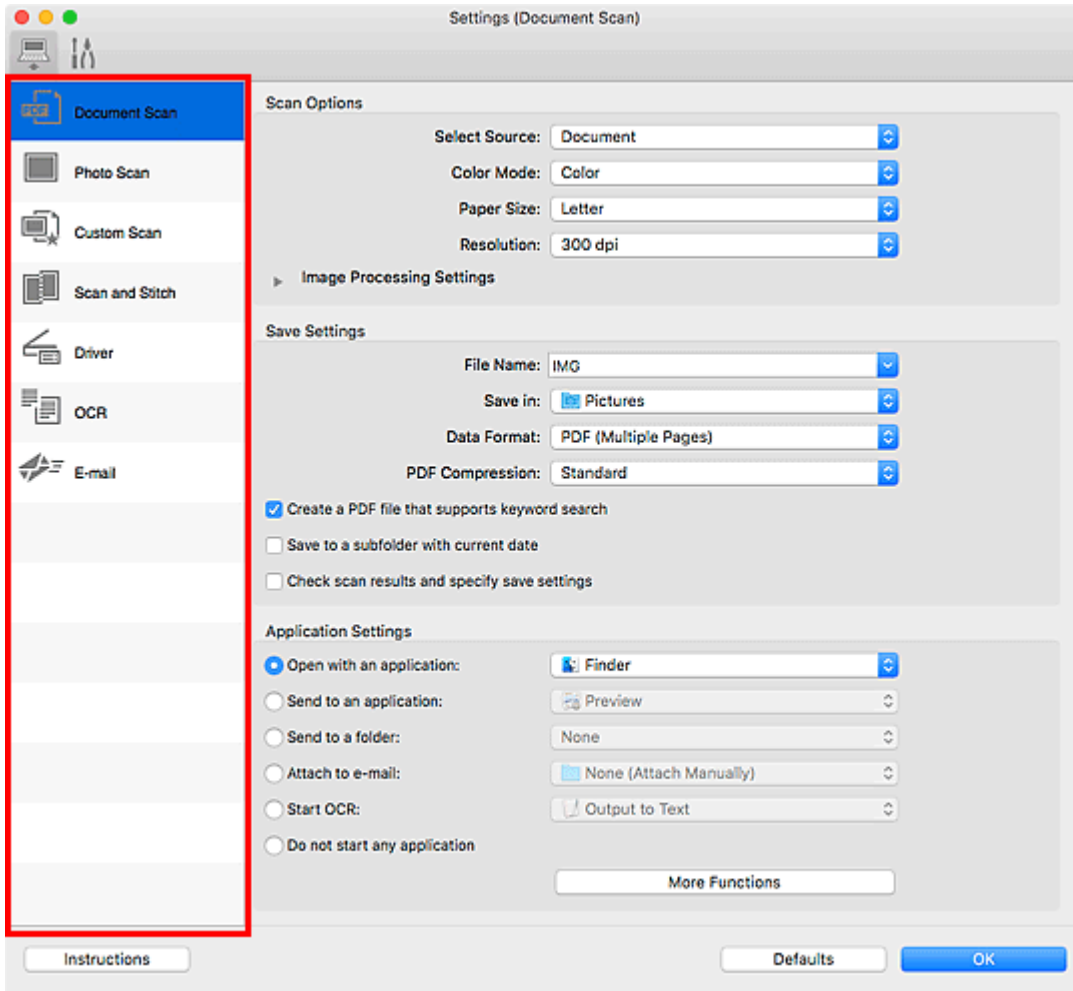 Settings (Document Scan)
PDF
Document Scan
Photo Scan
Custom Scan
Scan and Stitch
Driver
OCR
E-mail
Scan Options
Select Source: Document
Color Mode: Color
Paper Size: Letter
Resolution: 300 dpi
Image Processing Settings
Save Settings
File Name: IMG
Save in: Pictures
Data Format: PDF (Multiple Pages)
PDF Compression: Standard
Create a PDF file that supports keyword search
Save to a subfolder with current date
Check scan results and specify save settings
Application Settings
Open with an application: Finder
Send to an application: Preview
Send to a folder: None
Attach to e-mail: None (Attach Manually)
Start OCR: Output to Text
Do not start any application
More Functions
Instructions
Defaults
OK